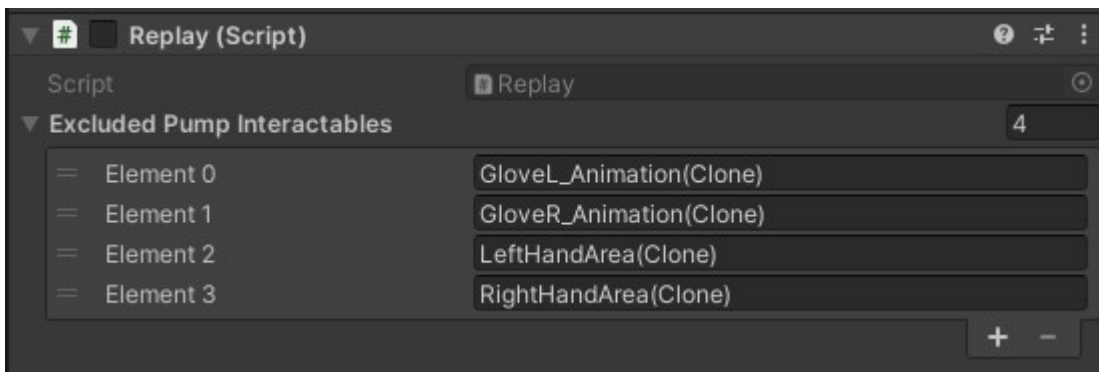 Replay (Script)
Script Replay
Excluded Pump Interactables 4
Element 0 GloveL_Animation(Clone)
Element 1 GloveR_Animation(Clone)
Element 2 LeftHandArea(Clone)
Element 3 RightHandArea(Clone)